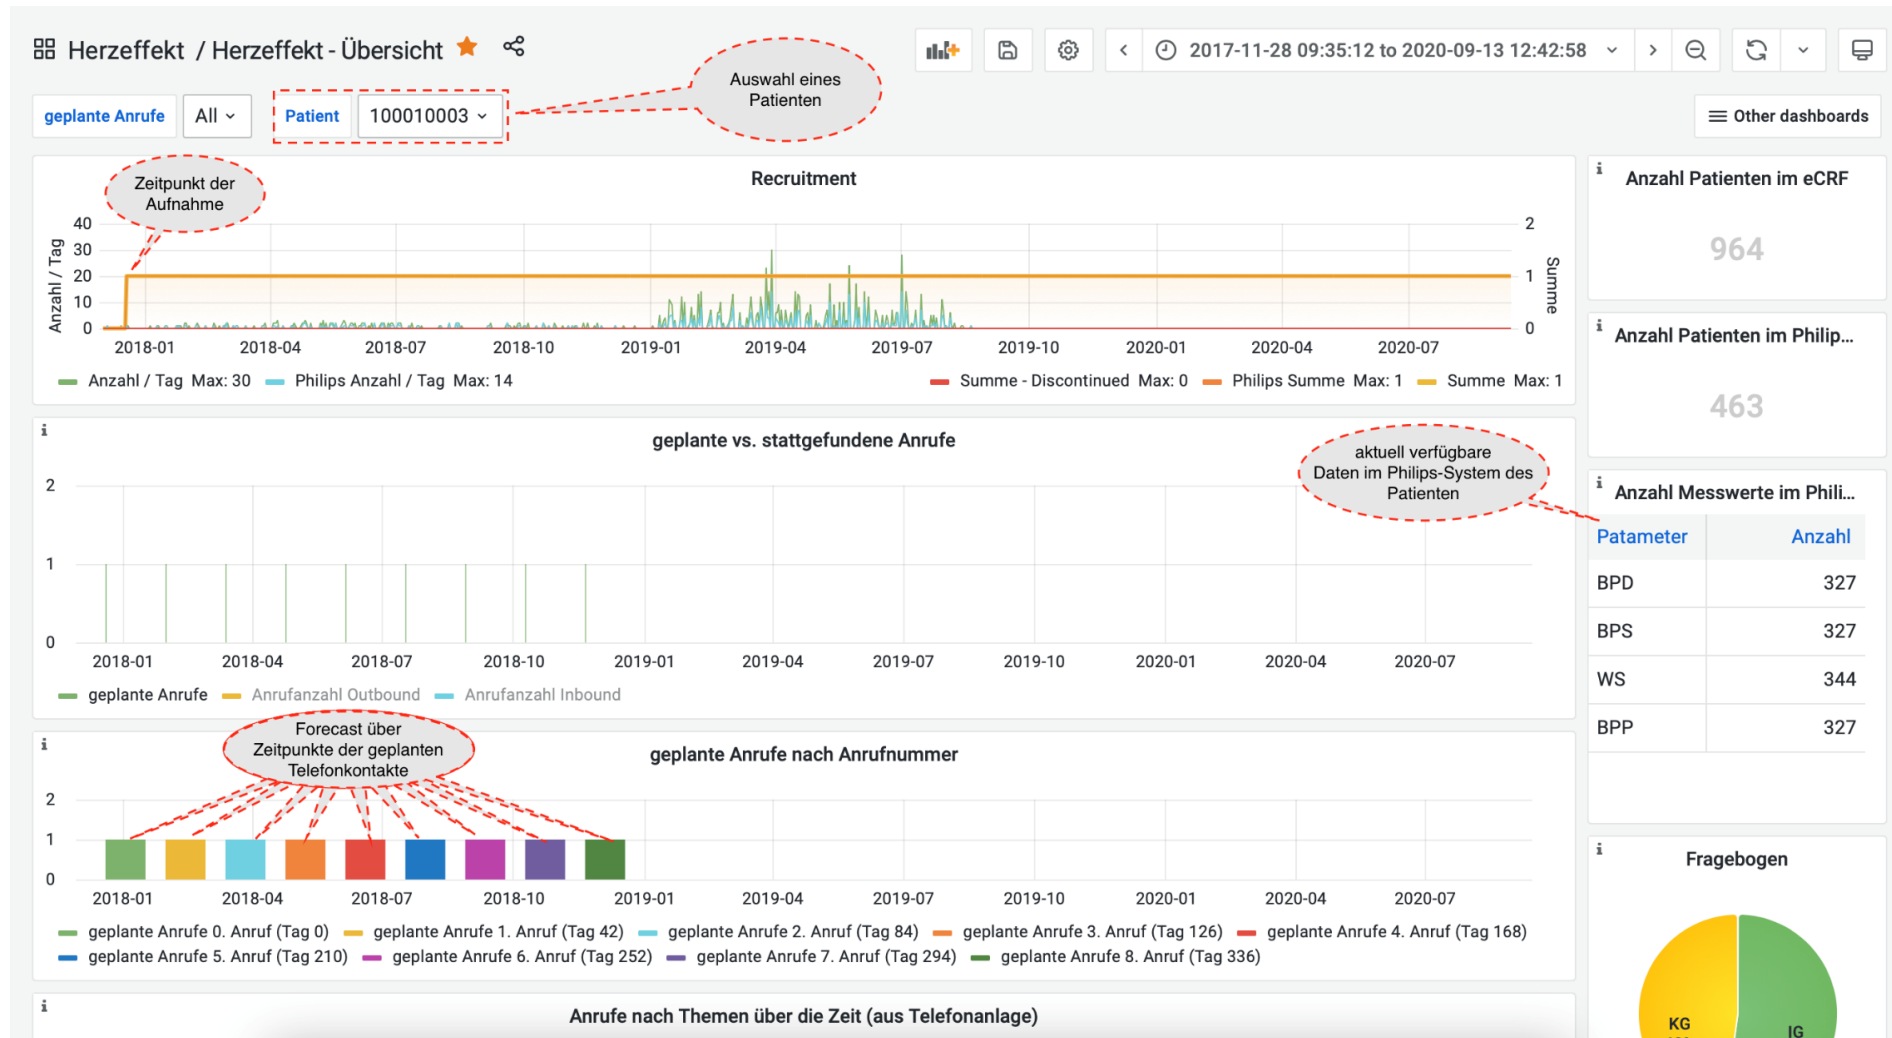 Herzeffekt / Herzeffekt - Übersicht
2017-11-28 09:35:12 to 2020-09-13 12:42:58
Auswahl eines
Patienten
geplante Anrufe
All
Patient
100010003
Other dashboards
Recruitment
Zeitpunkt der
Aufnahme
Anzahl / Tag
40
30
20
10
0
2
1
0
Summe
2018-01 2018-04 2018-07 2018-10 2019-01 2019-04 2019-07 2019-10 2020-01 2020-04 2020-07
Anzahl / Tag Max: 30 Philips Anzahl / Tag Max: 14 Summe - Discontinued Max: 0 Philips Summe Max: 1 Summe Max: 1
Anzahl Patienten im eCRF
964
Anzahl Patienten im Philip...
463
geplante vs. stattgefundene Anrufe
aktuell verfügbare
Daten im Philips-System des
Patienten
2
1
0
2018-01 2018-04 2018-07 2018-10 2019-01 2019-04 2019-07 2019-10 2020-01 2020-04 2020-07
geplante Anrufe Anrufanzahl Outbound Anrufanzahl Inbound
Anzahl Messwerte im Phili...
Patameter Anzahl
BPD 327
BPS 327
WS 344
BPP 327
Forecast über
Zeitpunkte der geplanten
Telefonkontakte
geplante Anrufe nach Anrufnummer
2
1
0
2018-01 2018-04 2018-07 2018-10 2019-01 2019-04 2019-07 2019-10 2020-01 2020-04 2020-07
geplante Anrufe 0. Anruf (Tag 0) geplante Anrufe 1. Anruf (Tag 42) geplante Anrufe 2. Anruf (Tag 84) geplante Anrufe 3. Anruf (Tag 126) geplante Anrufe 4. Anruf (Tag 168)
geplante Anrufe 5. Anruf (Tag 210) geplante Anrufe 6. Anruf (Tag 252) geplante Anrufe 7. Anruf (Tag 294) geplante Anrufe 8. Anruf (Tag 336)
Fragebogen
KG
IG
Anrufe nach Themen über die Zeit (aus Telefonanlage)